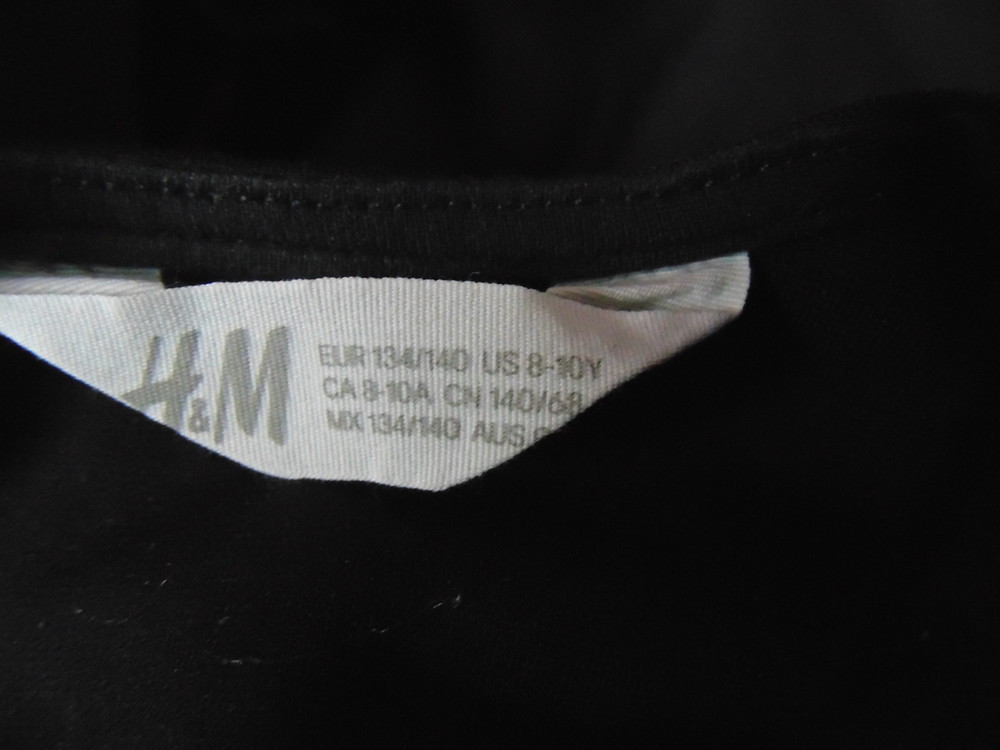 H&M
EUR 134/140 US 8-10Y
CA 8-10A CN 140/68
MX 134/140 AUS